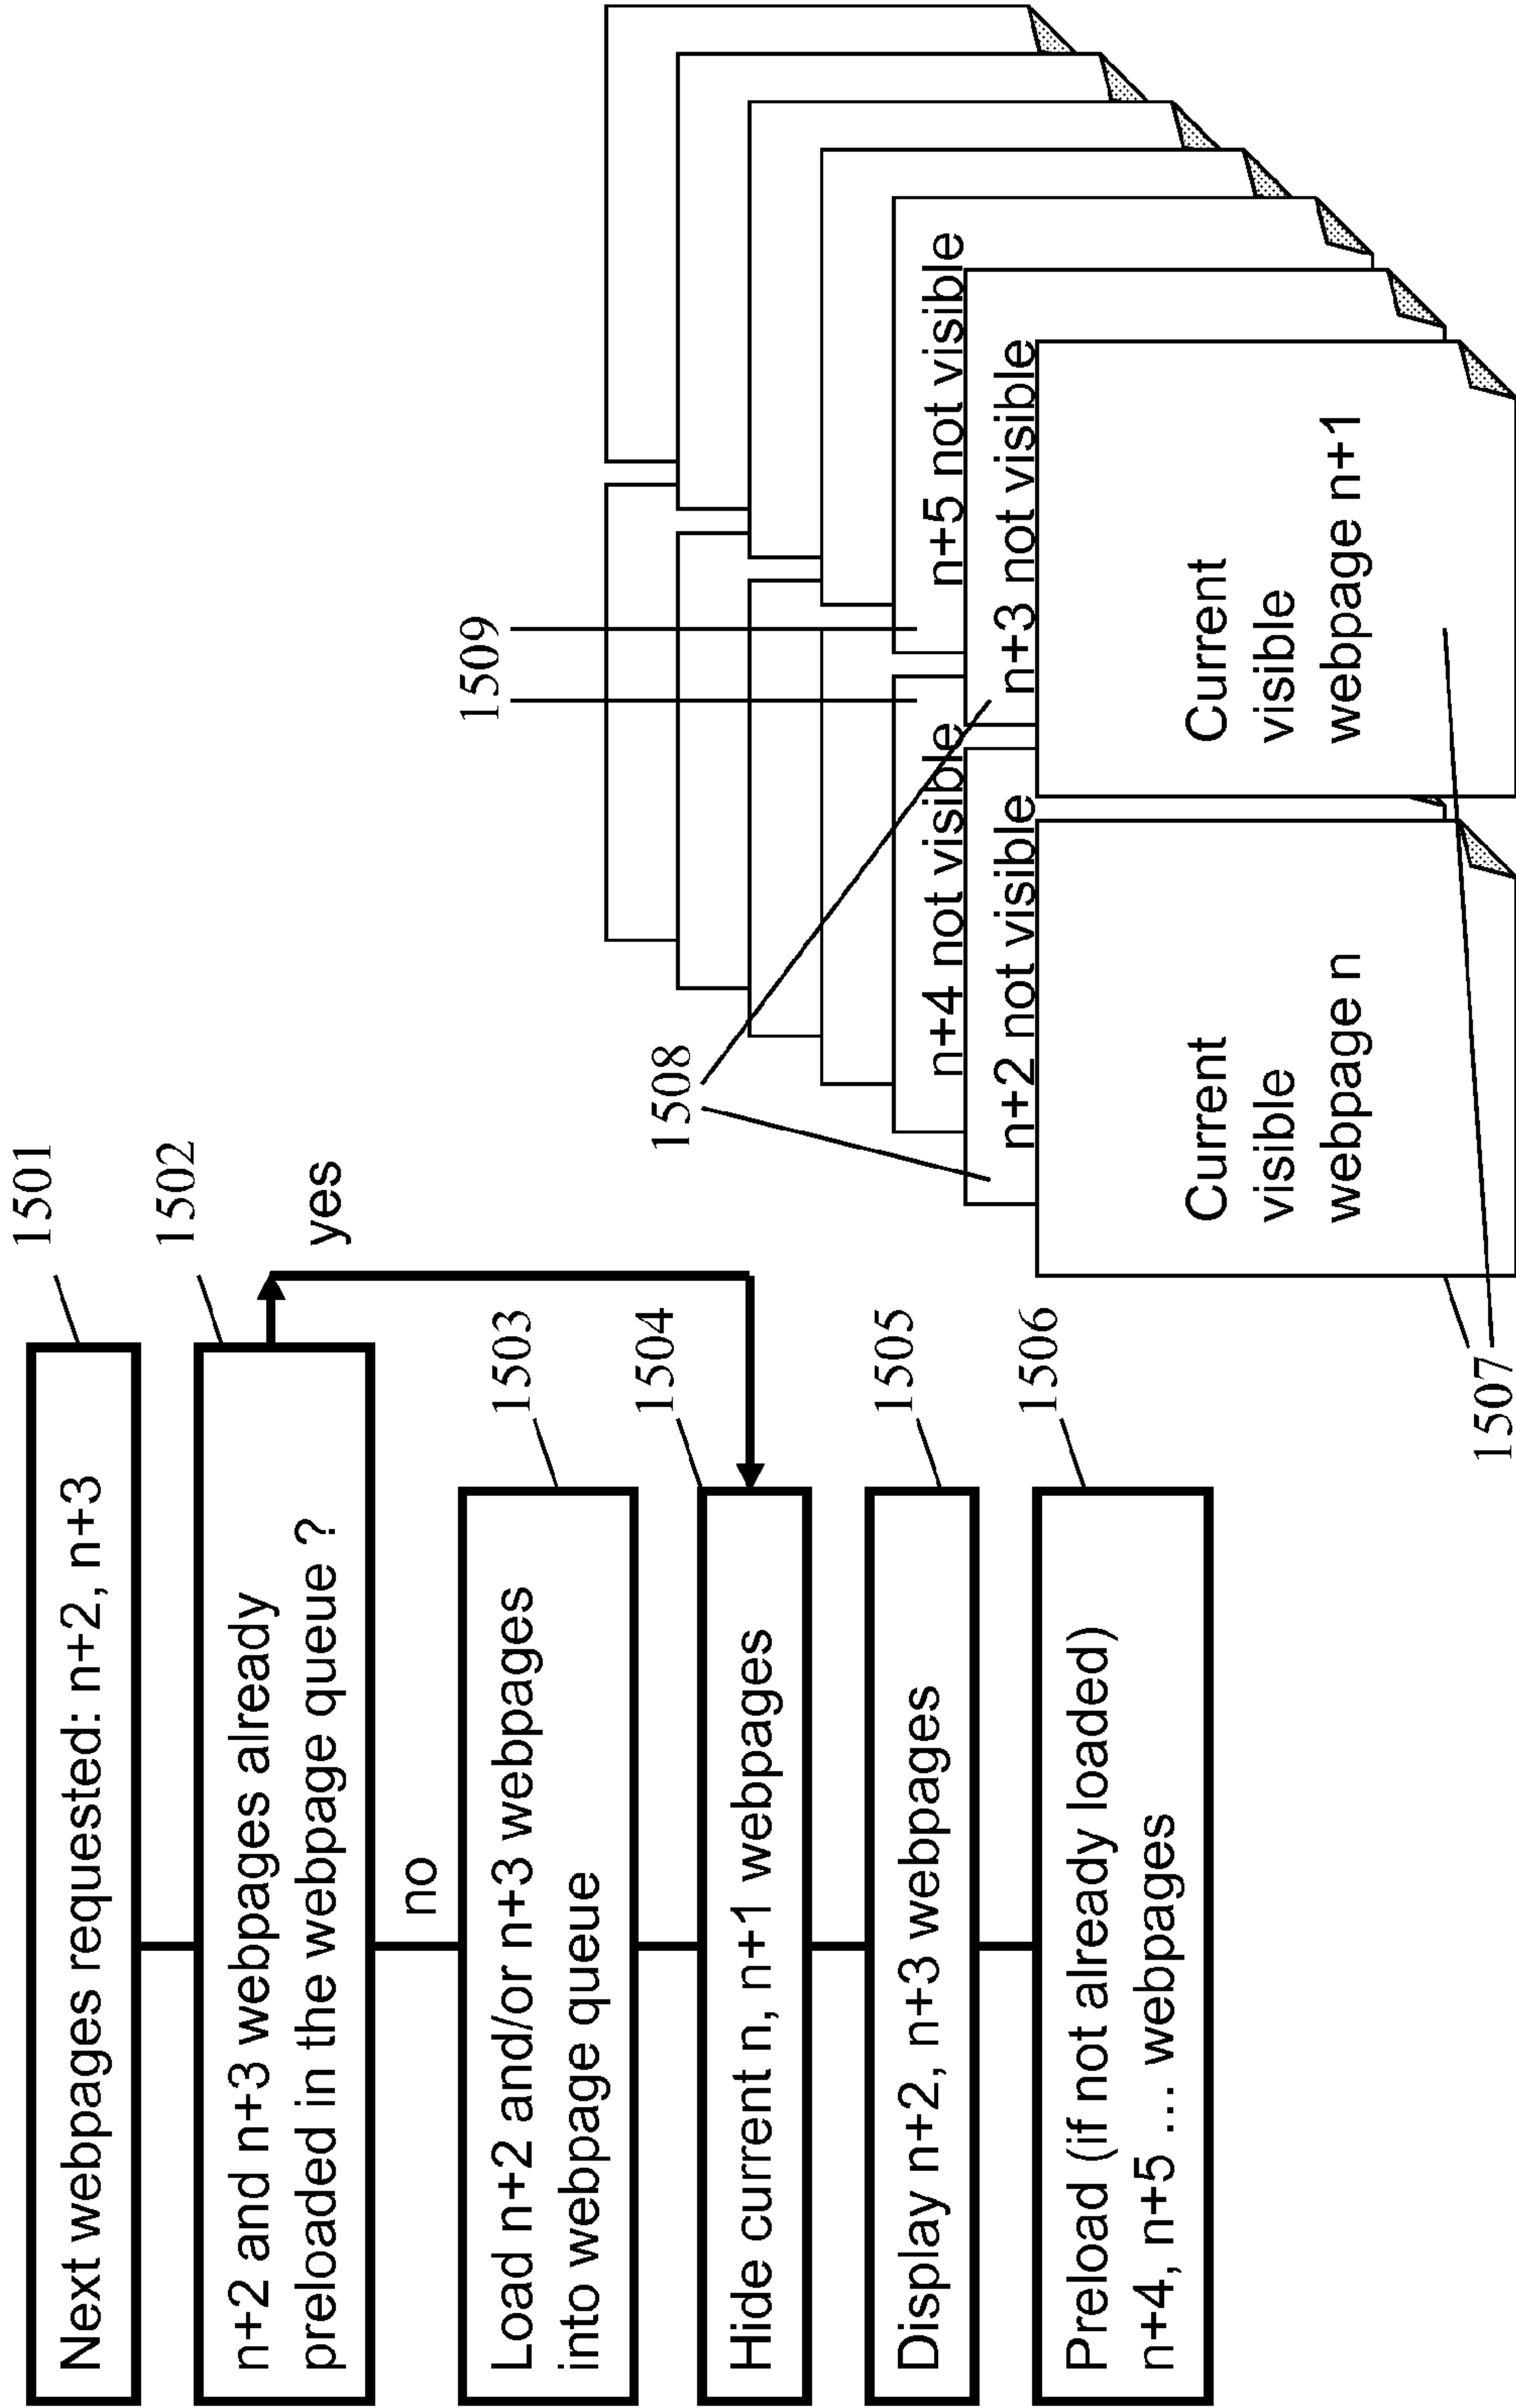 Next webpages requested: n+2, n+3
1501
n+2 and n+3 webpages already
preloaded in the webpage queue ?
1502
yes
no
Load n+2 and/or n+3 webpages
into webpage queue
1503
Hide current n, n+1 webpages
1504
Display n+2, n+3 webpages
1505
Preload (if not already loaded)
n+4, n+5 … webpages
1506
1509
1508
n+4 not visible
n+5 not visible
n+2 not visible
n+3 not visible
Current
visible
webpage n
Current
visible
webpage n+1
1507